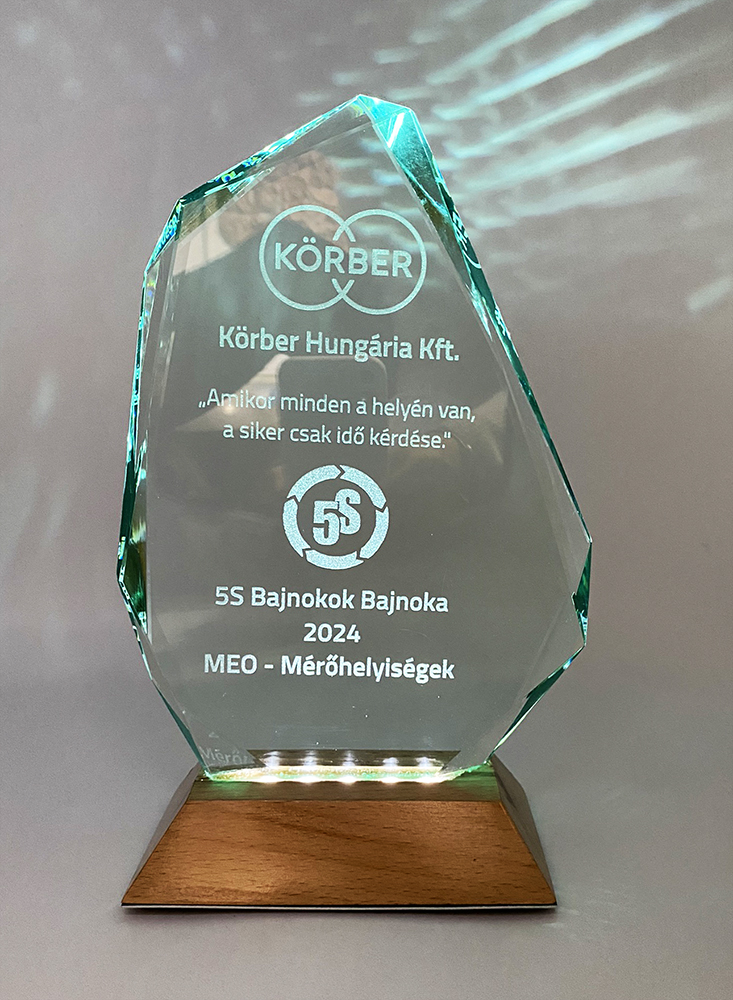 KÖRBER
Körber Hungária Kft.
„Amikor minden a helyén van,
a siker csak idő kérdése."
5S
5S Bajnokok Bajnoka
2024
MEO - Mérőhelyiségek